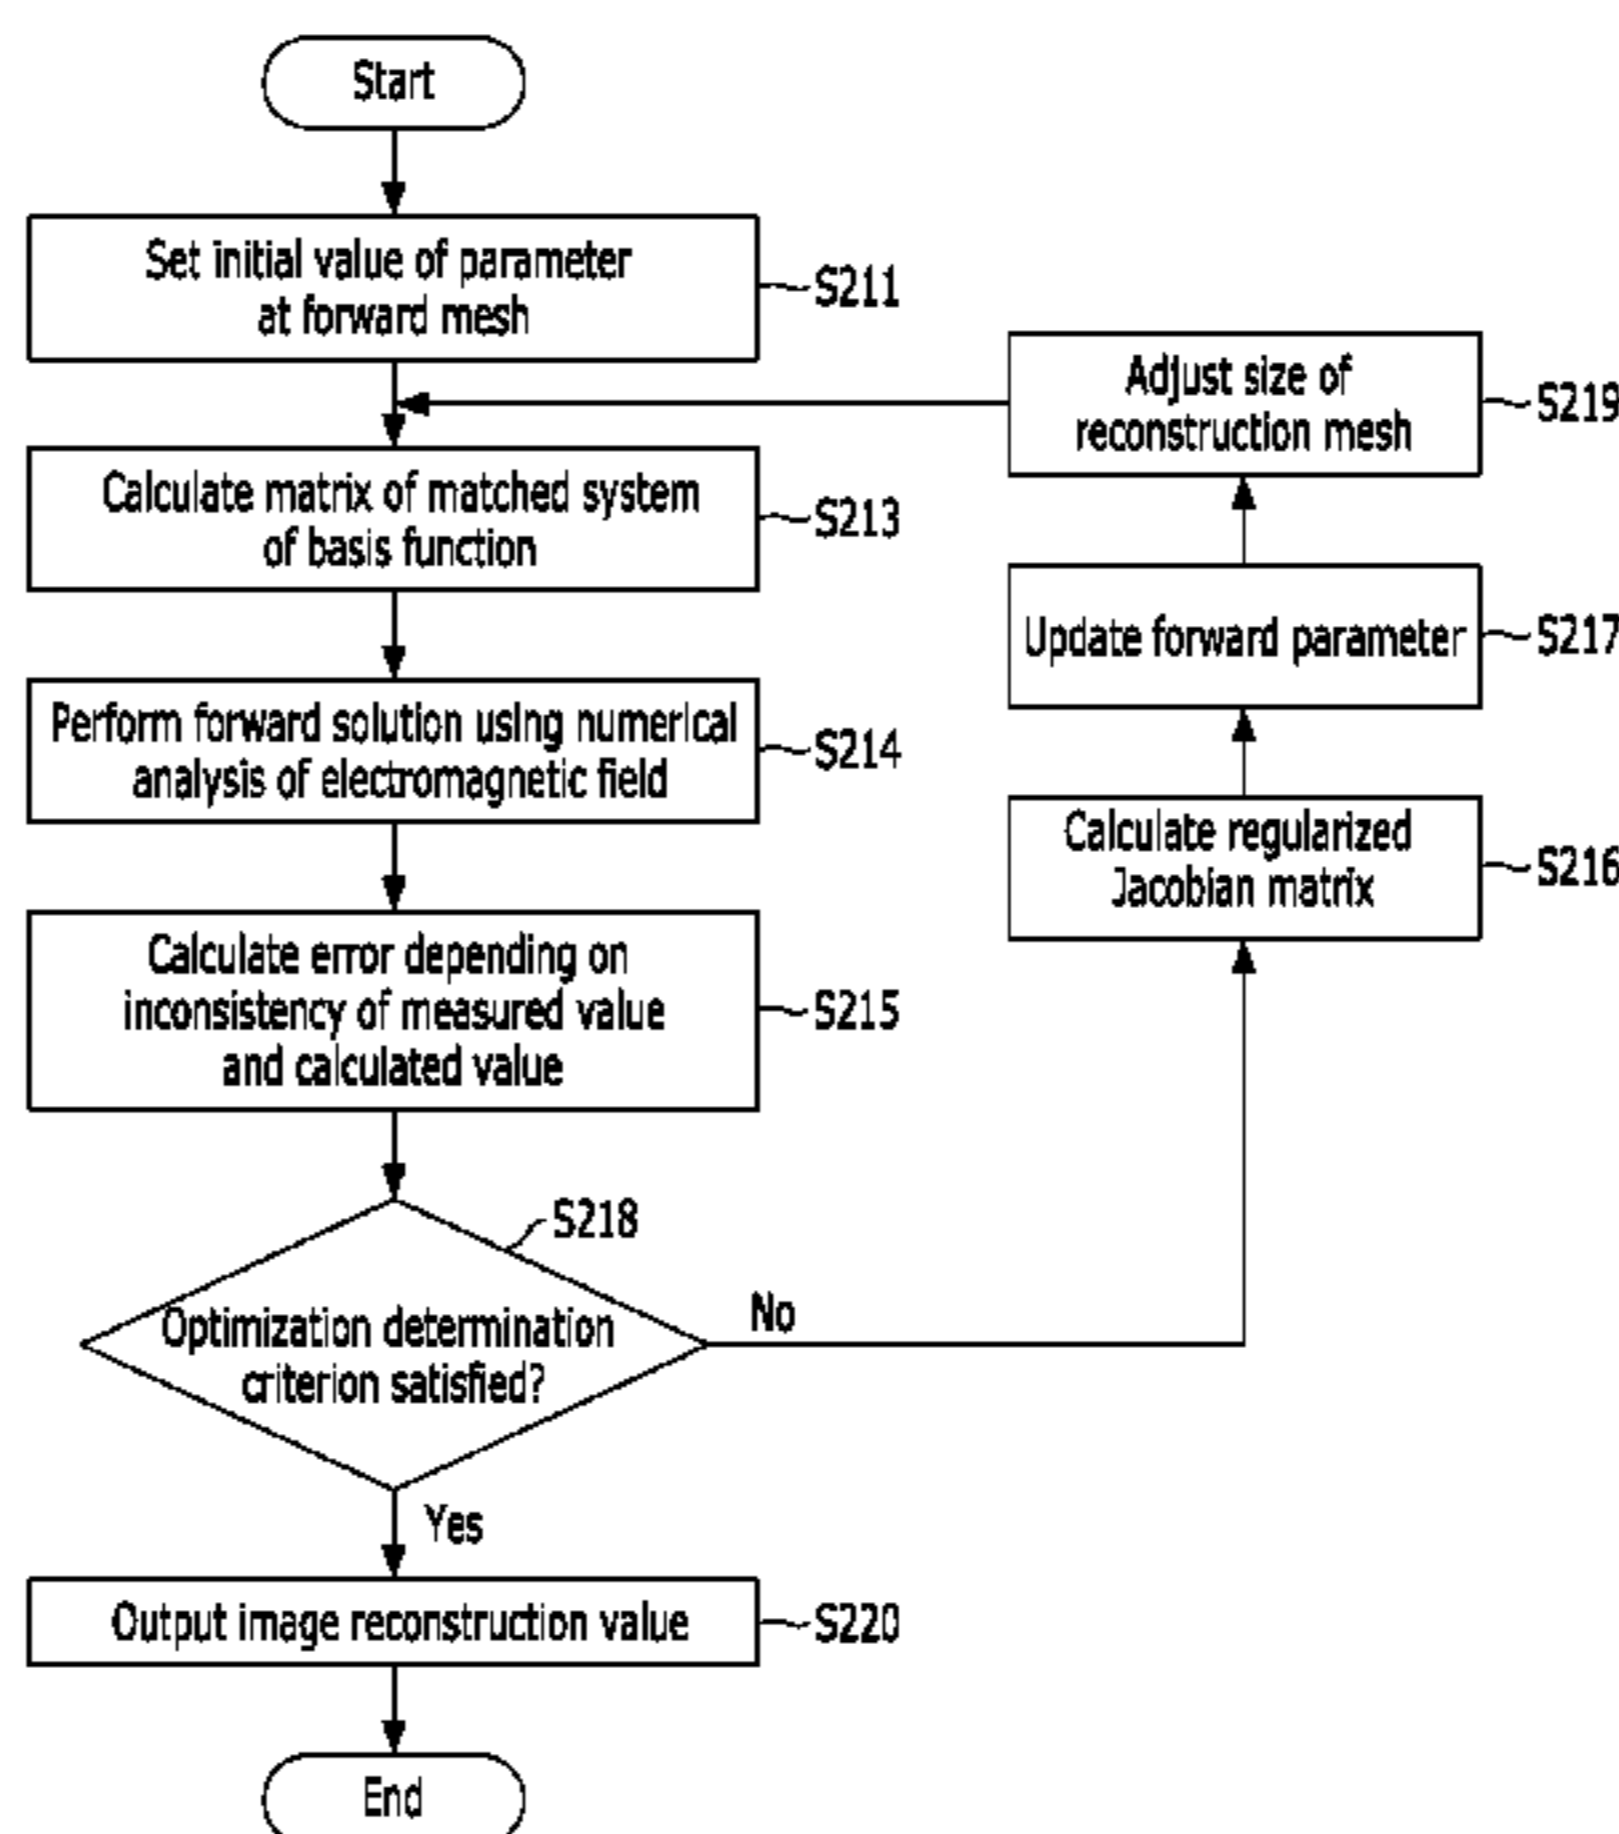 Start
Set initial value of parameter
at forward mesh
S211
Calculate matrix of matched system
of basis function
S213
Perform forward solution using numerical
analysis of electromagnetic field
S214
Calculate error depending on
inconsistency of measured value
and calculated value
S215
S218
Optimization determination
criterion satisfied?
No
Yes
Calculate regularized
Jacobian matrix
S216
Update forward parameter
S217
Adjust size of
reconstruction mesh
S219
Output image reconstruction value
S220
End